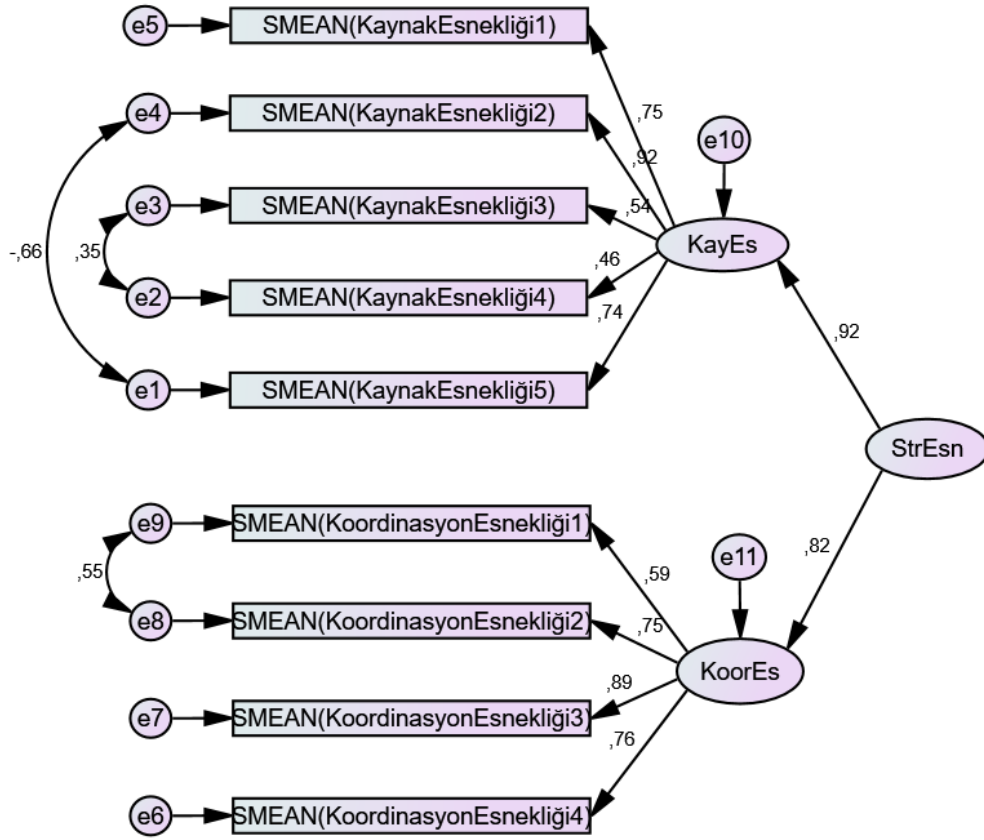 e5
SMEAN(KaynakEsnekliği1)
e4
SMEAN(KaynakEsnekliği2)
,75
e10
,92
e3
SMEAN(KaynakEsnekliği3)
,54
KayEs
-,66
,35
,46
e2
SMEAN(KaynakEsnekliği4)
,74
,92
e1
SMEAN(KaynakEsnekliği5)
StrEsn
e9
SMEAN(KoordinasyonEsnekliği1)
,55
,59
e11
,82
e8
SMEAN(KoordinasyonEsnekliği2)
,75
KoorEs
,89
e7
SMEAN(KoordinasyonEsnekliği3)
,76
e6
SMEAN(KoordinasyonEsnekliği4)